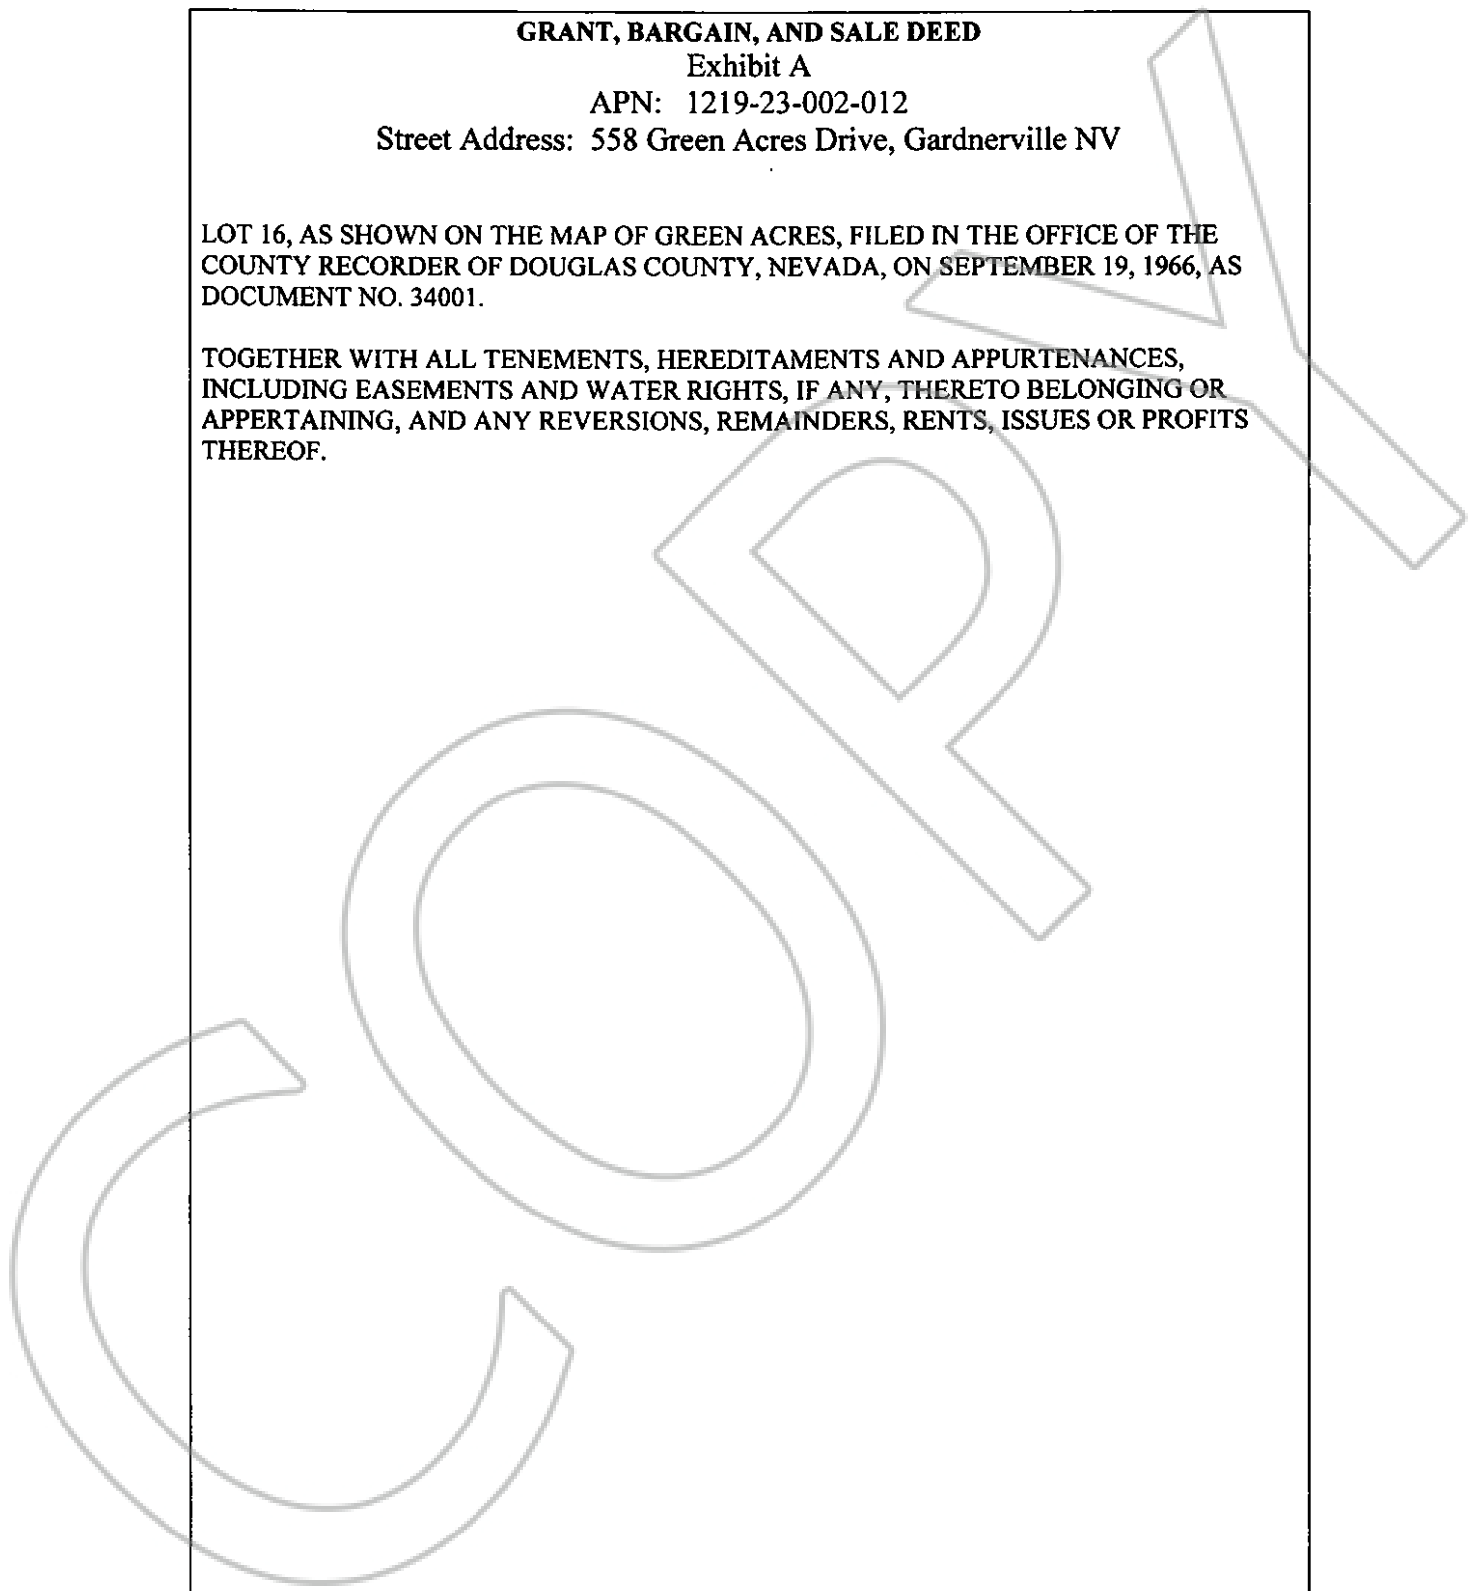 GRANT, BARGAIN, AND SALE DEED
Exhibit A
APN: 1219-23-002-012
Street Address: 558 Green Acres Drive, Gardnerville NV
LOT 16, AS SHOWN ON THE MAP OF GREEN ACRES, FILED IN THE OFFICE OF THE
COUNTY RECORDER OF DOUGLAS COUNTY, NEVADA, ON SEPTEMBER 19, 1966, AS
DOCUMENT NO. 34001.
TOGETHER WITH ALL TENEMENTS, HEREDITAMENTS AND APPURTENANCES,
INCLUDING EASEMENTS AND WATER RIGHTS, IF ANY, THERETO BELONGING OR
APPERTAINING, AND ANY REVERSIONS, REMAINDERS, RENTS, ISSUES OR PROFITS
THEREOF.
COPY